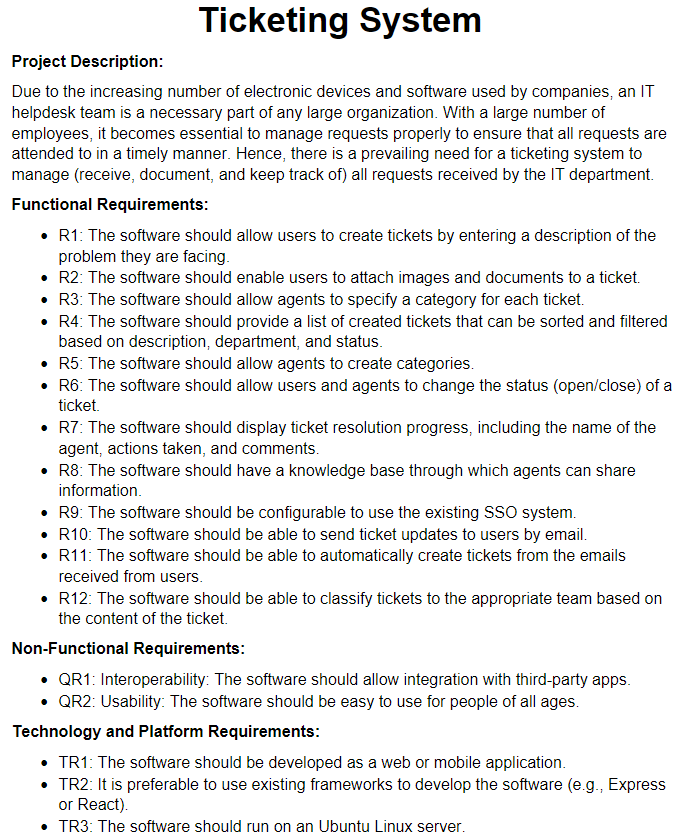 Ticketing System
Project Description:
Due to the increasing number of electronic devices and software used by companies, an IT
helpdesk team is a necessary part of any large organization. With a large number of
employees, it becomes essential to manage requests properly to ensure that all requests are
attended to in a timely manner. Hence, there is a prevailing need for a ticketing system to
manage (receive, document, and keep track of) all requests received by the IT department.
Functional Requirements:
• R1: The software should allow users to create tickets by entering a description of the
problem they are facing.
• R2: The software should enable users to attach images and documents to a ticket.
• R3: The software should allow agents to specify a category for each ticket.
• R4: The software should provide a list of created tickets that can be sorted and filtered
based on description, department, and status.
• R5: The software should allow agents to create categories.
• R6: The software should allow users and agents to change the status (open/close) of a
ticket.
• R7: The software should display ticket resolution progress, including the name of the
agent, actions taken, and comments.
• R8: The software should have a knowledge base through which agents can share
information.
• R9: The software should be configurable to use the existing SSO system.
• R10: The software should be able to send ticket updates to users by email.
• R11: The software should be able to automatically create tickets from the emails
received from users.
• R12: The software should be able to classify tickets to the appropriate team based on
the content of the ticket.
Non-Functional Requirements:
• QR1: Interoperability: The software should allow integration with third-party apps.
• QR2: Usability: The software should be easy to use for people of all ages.
Technology and Platform Requirements:
• TR1: The software should be developed as a web or mobile application.
• TR2: It is preferable to use existing frameworks to develop the software (e.g., Express
or React).
• TR3: The software should run on an Ubuntu Linux server.